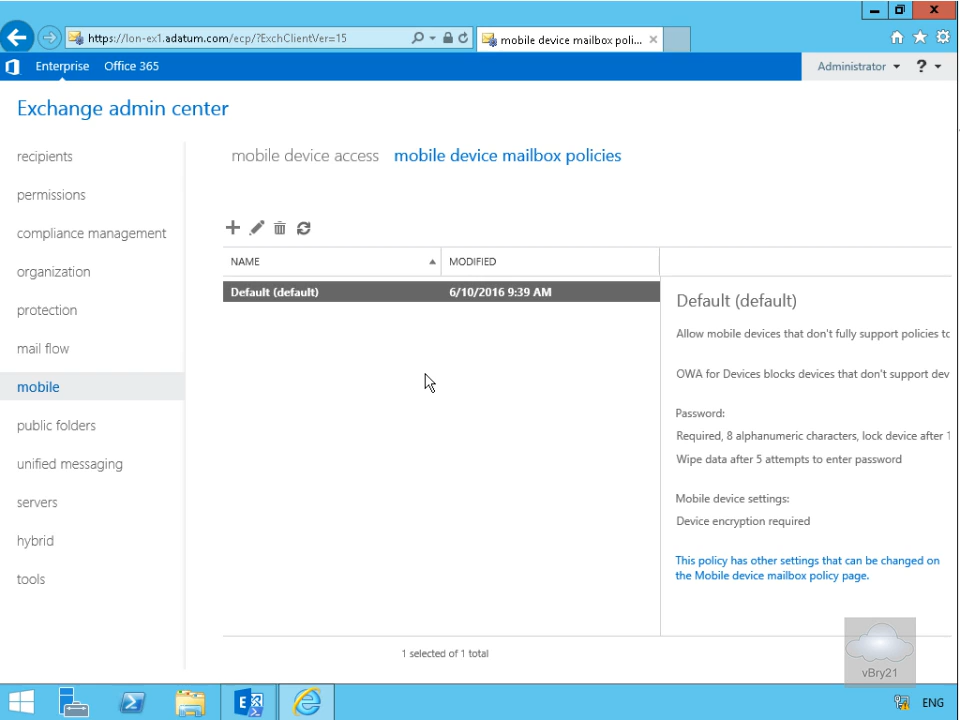 https://lon-ex1.adatum.com/ecp/?ExchClientVer=15
mobile device mailbox poli...
Enterprise Office 365
Administrator ?
Exchange admin center
recipients
permissions
compliance management
organization
protection
mail flow
mobile
public folders
unified messaging
servers
hybrid
tools
mobile device access mobile device mailbox policies
NAME MODIFIED
Default (default) 6/10/2016 9:39 AM
Default (default)
Allow mobile devices that don't fully support policies to
OWA for Devices blocks devices that don't support dev
Password:
Required, 8 alphanumeric characters, lock device after 1
Wipe data after 5 attempts to enter password
Mobile device settings:
Device encryption required
This policy has other settings that can be changed on
the Mobile device mailbox policy page.
1 selected of 1 total
vBry21
ENG